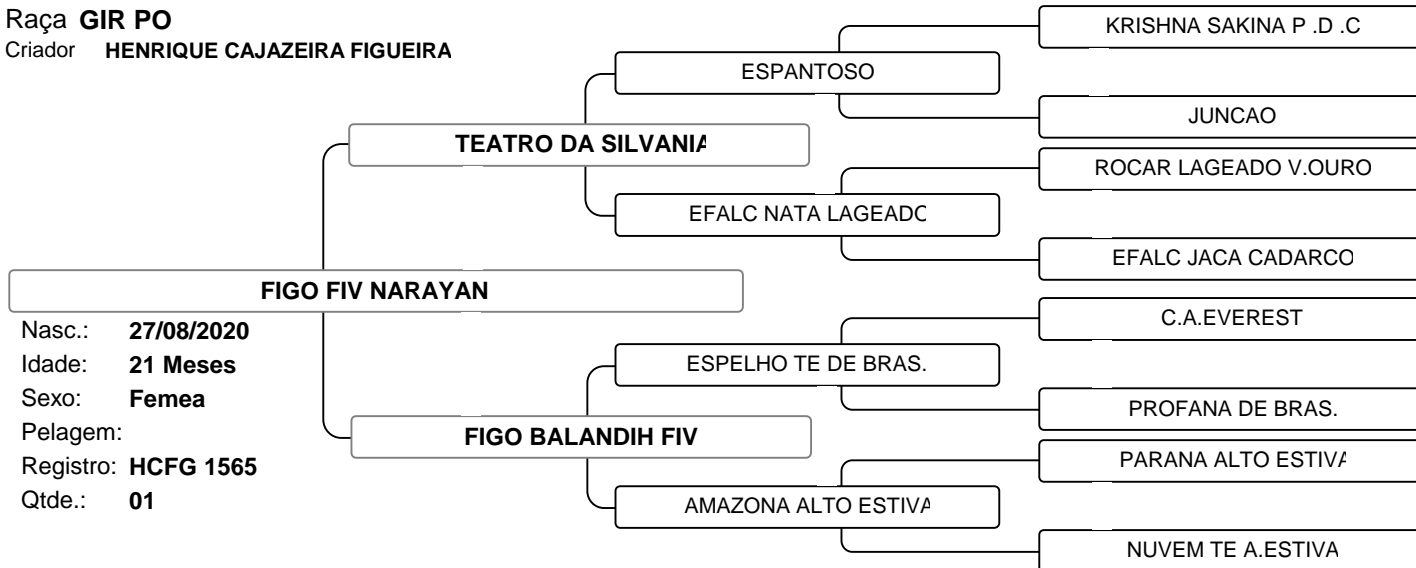 Raça GIR PO
Criador HENRIQUE CAJAZEIRA FIGUEIRA
KRISHNA SAKINA P .D .C
ESPANTOSO
JUNCAO
TEATRO DA SILVANIA
ROCAR LAGEADO V.OURO
EFALC NATA LAGEADO
EFALC JACA CADARCO
FIGO FIV NARAYAN
Nasc.: 27/08/2020
Idade: 21 Meses
Sexo: Femea
Pelagem:
Registro: HCFG 1565
Qtde.: 01
C.A.EVEREST
ESPELHO TE DE BRAS.
PROFANA DE BRAS.
FIGO BALANDIH FIV
PARANA ALTO ESTIVA
AMAZONA ALTO ESTIVA
NUVEM TE A.ESTIVA